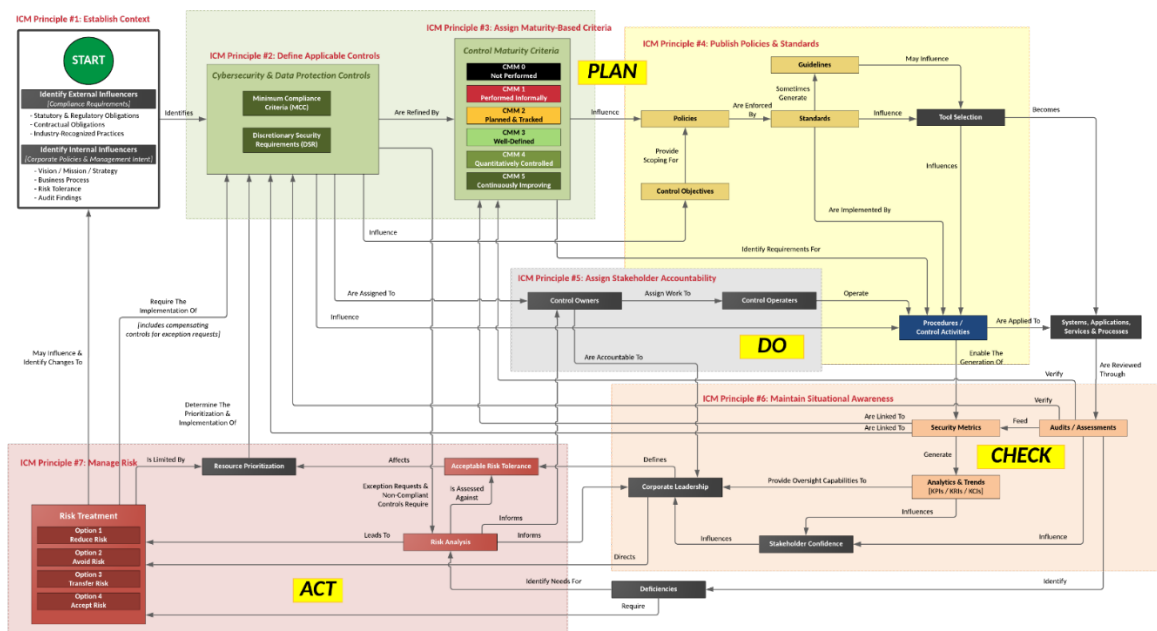 ICM Principle #1: Establish Context
START
Identify External Influencers
[Compliance Requirements]
- Statutory & Regulatory Obligations
- Contractual Obligations
- Industry-Recognized Practices
Identify Internal Influencers
[Corporate Policies & Management Intent]
- Vision / Mission / Strategy
- Business Process
- Risk Tolerance
- Audit Findings
Identifies
ICM Principle #2: Define Applicable Controls
Cybersecurity & Data Protection Controls
Minimum Compliance
Criteria (MCC)
Discretionary Security
Requirements (DSR)
Are Refined By
ICM Principle #3: Assign Maturity-Based Criteria
Control Maturity Criteria
CMM 0
Not Performed
CMM 1
Performed Informally
CMM 2
Planned & Tracked
CMM 3
Well-Defined
CMM 4
Quantitatively Controlled
CMM 5
Continuously Improving
PLAN
Influence
ICM Principle #4: Publish Policies & Standards
Guidelines
May Influence
Sometimes
Generate
Policies
Are Enforced
By
Standards
Influence
Tool Selection
Becomes
Provide
Scoping For
Control Objectives
Influences
Are Implemented By
Influence
Identify Requirements For
ICM Principle #5: Assign Stakeholder Accountability
Are Assigned To
Control Owners
Assign Work To
Control Operaters
Operate
Influence
Procedures /
Control Activities
Are Applied To
Systems, Applications,
Services & Processes
DO
Are Accountable To
Enable The
Generation Of
Are Reviewed
Through
Require The
Implementation Of
[includes compensating
controls for exception requests]
May Influence &
Identify Changes To
Determine The
Prioritization &
Implementation Of
Verify
ICM Principle #6: Maintain Situational Awareness
Verify
Are Linked To
Are Linked To
Security Metrics
Feed
Audits / Assessments
Generate
CHECK
ICM Principle #7: Manage Risk
Is Limited By
Resource Prioritization
Affects
Acceptable Risk Tolerance
Defines
Corporate Leadership
Provide Oversight Capabilities To
Analytics & Trends
[KPIs / KRIs / KCIs]
Exception Requests &
Non-Compliant
Controls Require
Is Assessed
Against
Influences
Informs
Risk Treatment
Option 1
Reduce Risk
Option 2
Avoid Risk
Option 3
Transfer Risk
Option 4
Accept Risk
Leads To
Risk Analysis
Informs
Influences
Stakeholder Confidence
Influence
Directs
ACT
Identify Needs For
Deficiencies
Identify
Require